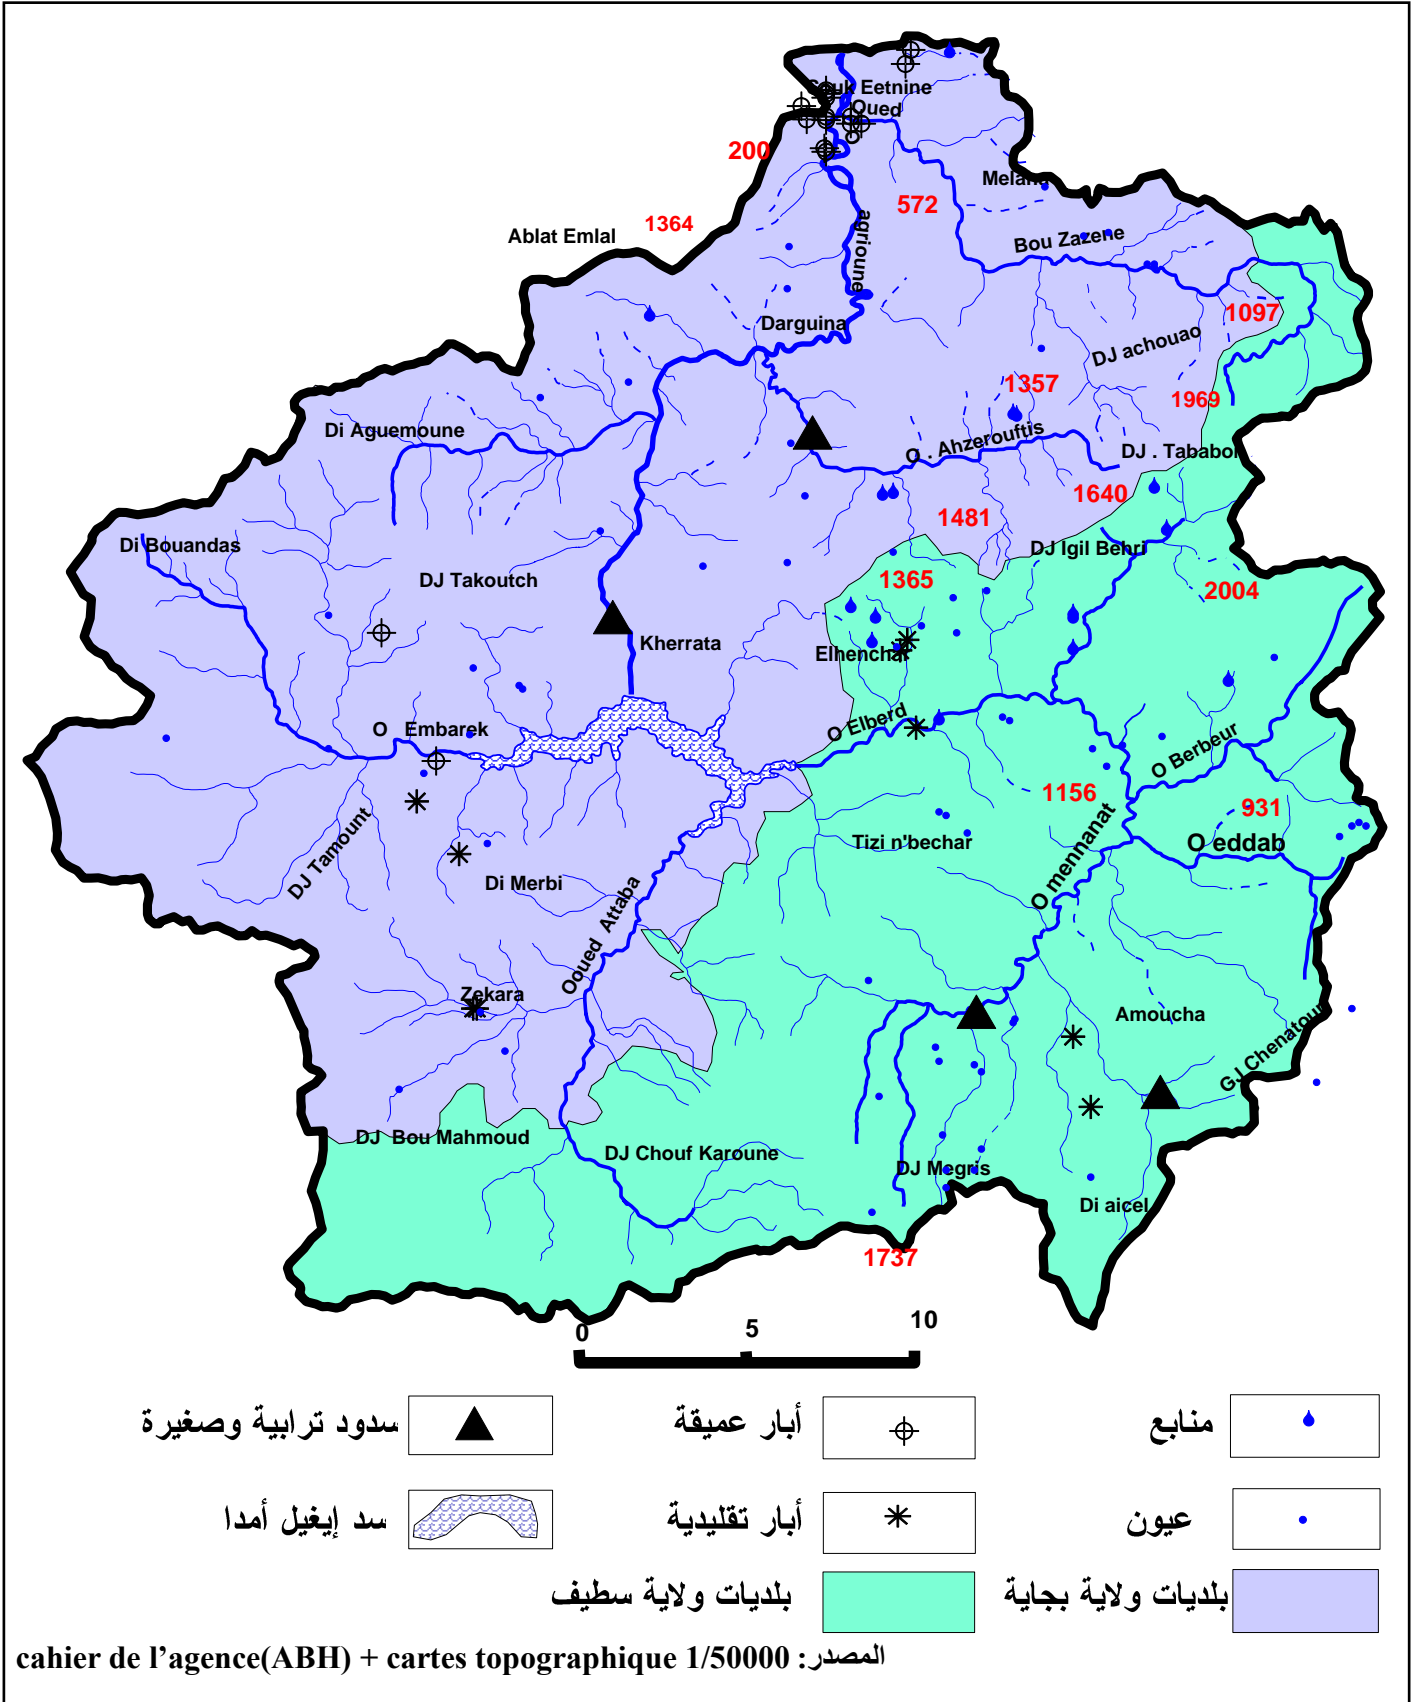 Souk Eetnine
Oued
O
200
Melana
572
1364
Ablat Emlal
agrioune
Bou Zazene
1097
Darguina
DJ achouao
1357
1969
Di Aguemoune
O . Ahzerouftis
DJ . Tababort
1640
1481
Di Bouandas
DJ Igil Behri
DJ Takoutch
1365
2004
Kherrata
Elhenchat
O Embarek
O Elberd
O Berbeur
1156
931
DJ Tamount
Tizi n'bechar
O eddab
O mennanat
Di Merbi
Ooued Attaba
Zekara
Amoucha
GJ Chenatour
DJ Bou Mahmoud
DJ Chouf Karoune
DJ Megris
Di aicel
1737
0 5 10
منابع
أبار عميقة
سدود ترابية وصغيرة
عيون
أبار تقليدية
سد إيغيل أمدا
بلديات ولاية بجاية
بلديات ولاية سطيف
المصدر: cahier de l'agence(ABH) + cartes topographique 1/50000